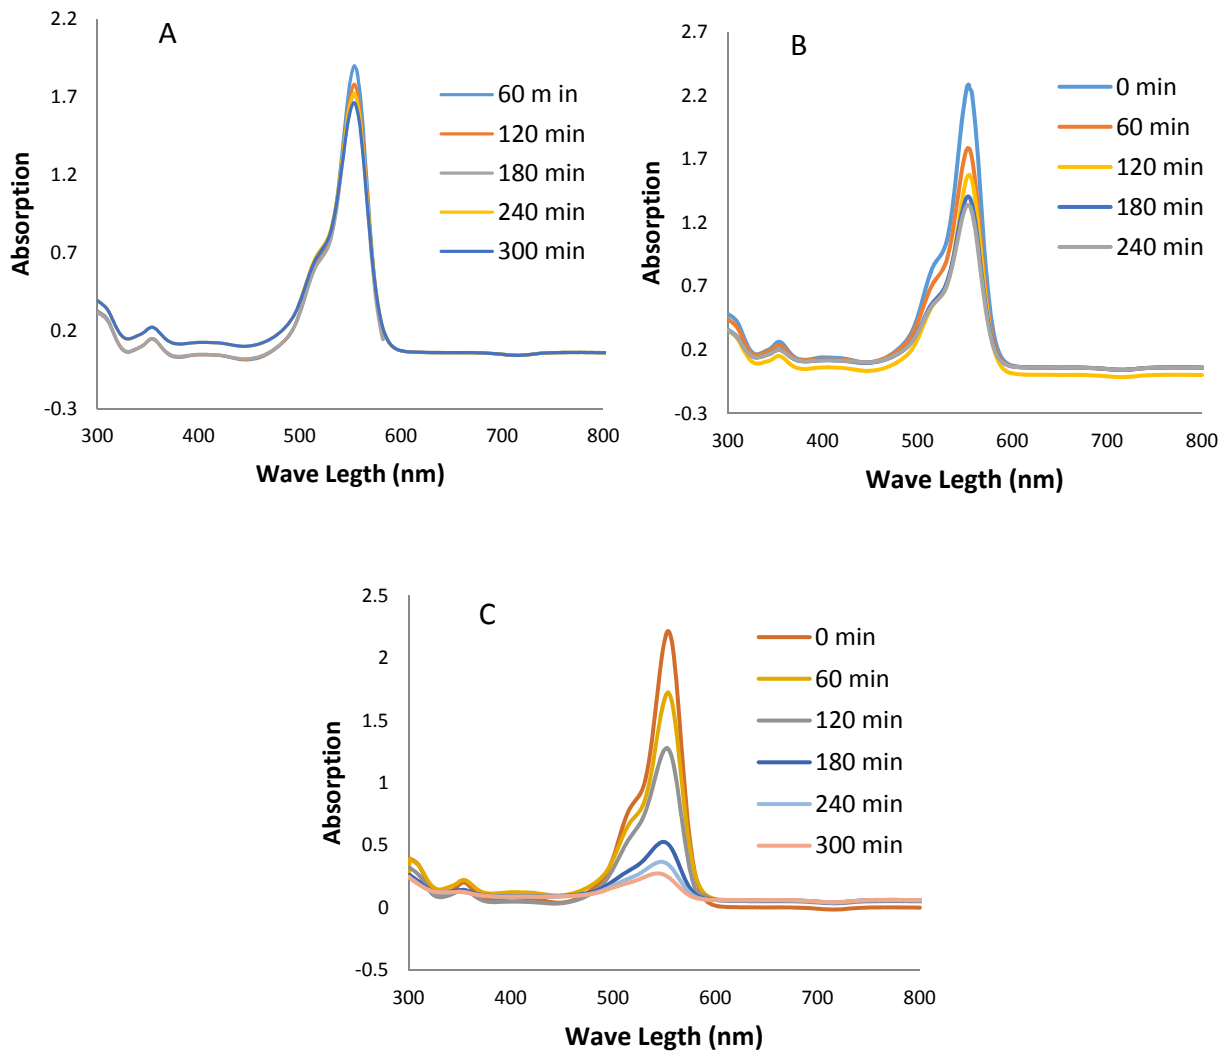 A
2.2
1.7
1.2
0.7
0.2
-0.3
Absorption
300 400 500 600 700 800
Wave Legth (nm)
60 m in
120 min
180 min
240 min
300 min
B
2.7
2.2
1.7
1.2
0.7
0.2
-0.3
Absorption
300 400 500 600 700 800
Wave Legth (nm)
0 min
60 min
120 min
180 min
240 min
C
2.5
2
1.5
1
0.5
0
-0.5
Absorption
300 400 500 600 700 800
Wave Legth (nm)
0 min
60 min
120 min
180 min
240 min
300 min